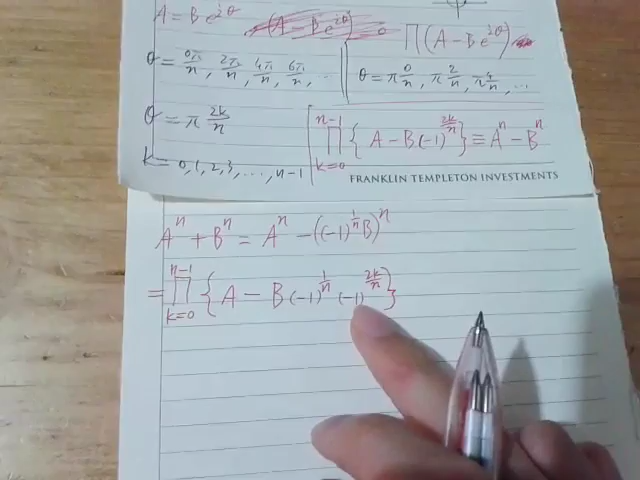 A = B e^{iθ}
∏(A − B e^{iθ})
θ = 0π/n, 2π/n, 4π/n, 6π/n, ...
θ = π 0/n, π 2/n, π 4/n, ...
θ = π 2k/n
k = 0, 1, 2, 3, ..., n−1
n−1
∏ { A − B(−1)^{2k/n} } ≡ A^n − B^n
k=0
FRANKLIN TEMPLETON INVESTMENTS
A^n + B^n = A^n − ((−1)^{1/n} B)^n
n−1
= ∏ { A − B (−1)^{1/n} (−1)^{2k/n} }
k=0